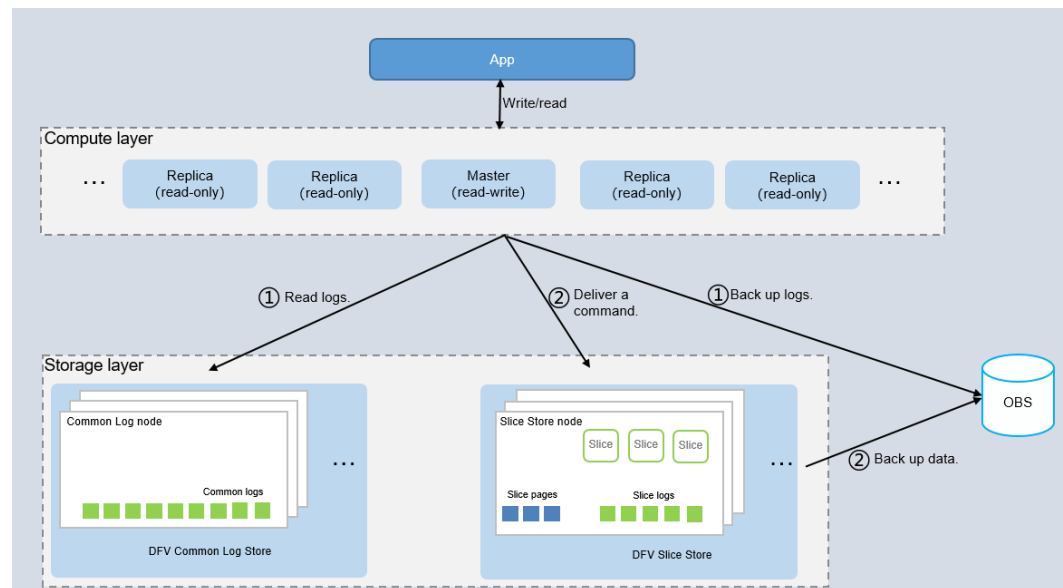 App
Write/read
Compute layer
...
Replica
(read-only)
Replica
(read-only)
Master
(read-write)
Replica
(read-only)
Replica
(read-only)
...
① Read logs.
② Deliver a
command.
① Back up logs.
Storage layer
Common Log node
...
Common logs
DFV Common Log Store
Slice Store node
Slice
Slice
Slice
...
Slice pages
Slice logs
DFV Slice Store
② Back up data.
OBS